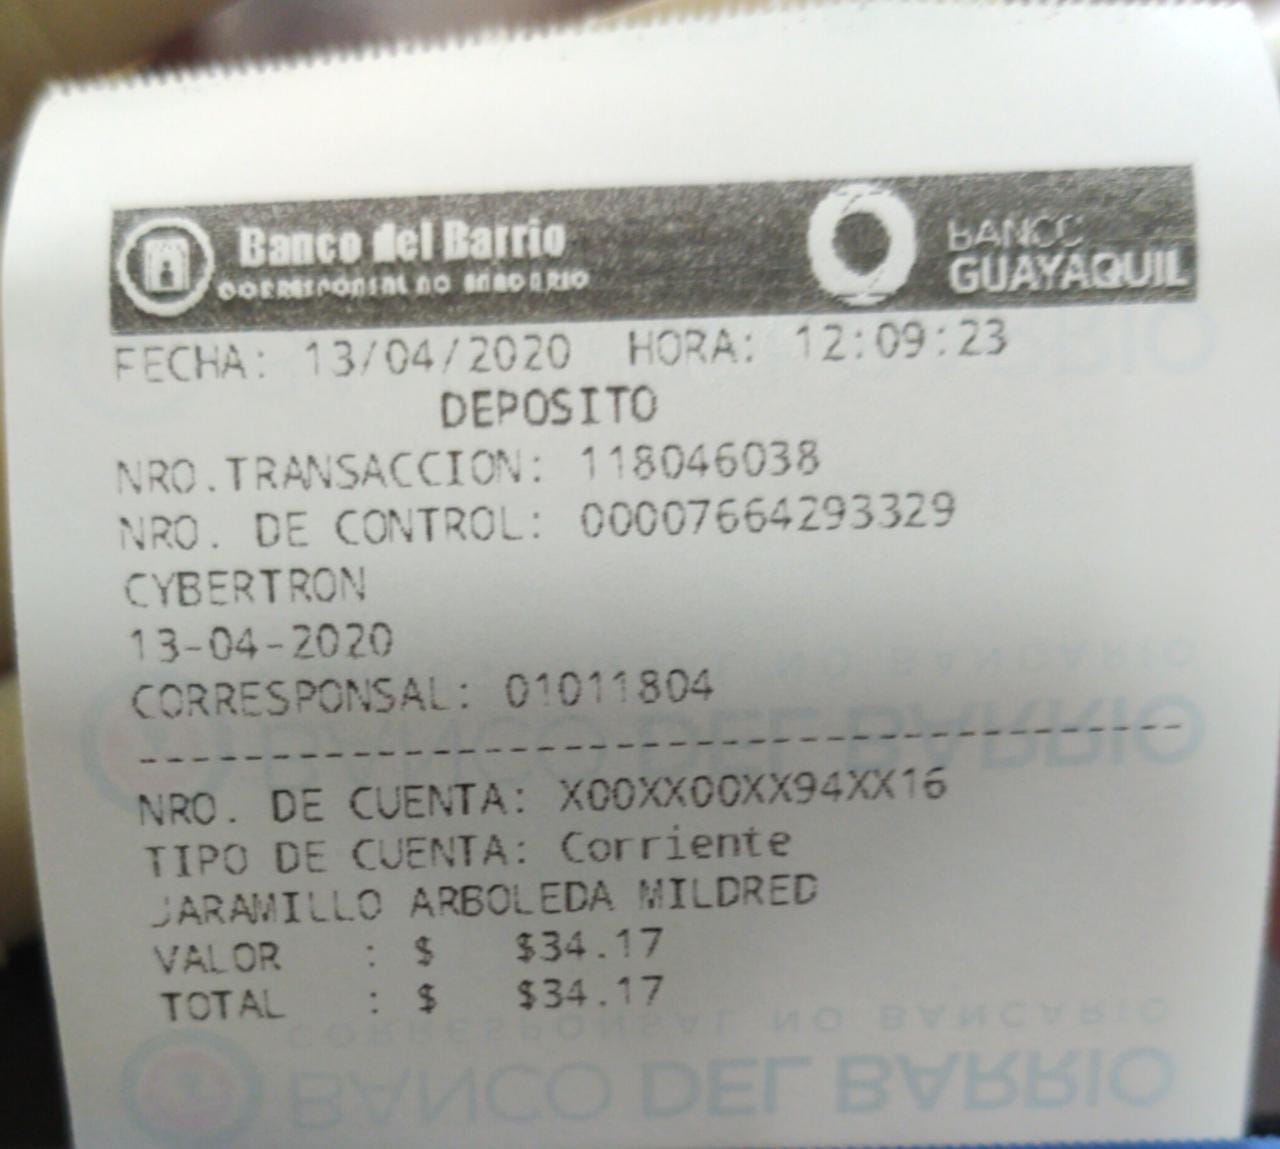 Banco del Barrio
CORRESPONSAL NO BANCARIO
BANCO
GUAYAQUIL
FECHA: 13/04/2020 HORA: 12:09:23
DEPOSITO
NRO.TRANSACCION: 118046038
NRO. DE CONTROL: 00007664293329
CYBERTRON
13-04-2020
CORRESPONSAL: 01011804
----------------------------------------
NRO. DE CUENTA: X00XX00XX94XX16
TIPO DE CUENTA: Corriente
JARAMILLO ARBOLEDA MILDRED
VALOR : $ $34.17
TOTAL : $ $34.17
CORRESPONSAL NO BANCARIO
BANCO DEL BARRIO